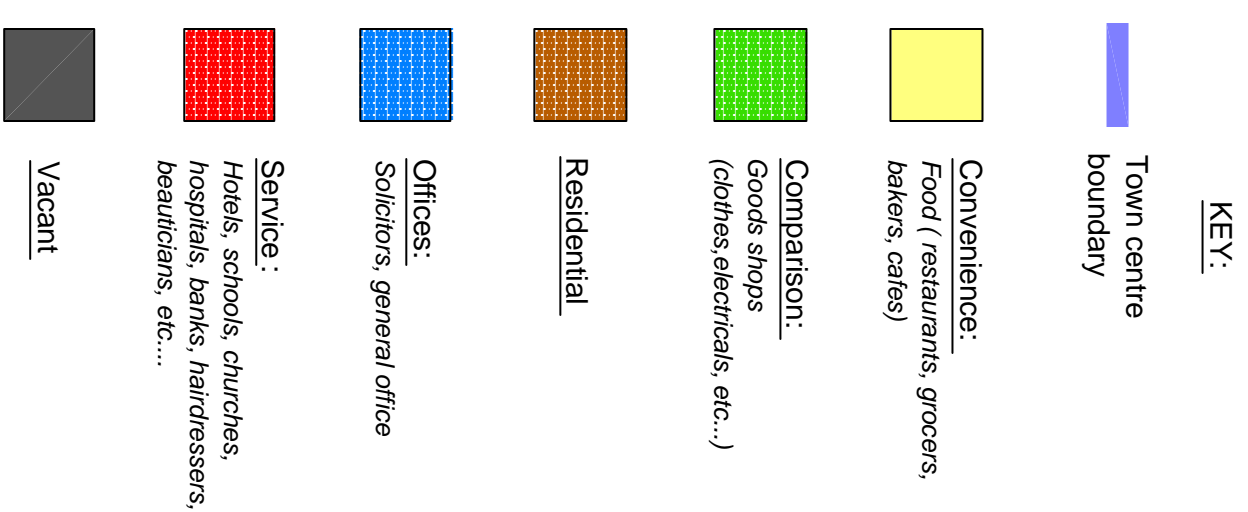 KEY:
Town centre
boundary
Convenience:
Food ( restaurants, grocers,
bakers, cafes)
Comparison:
Goods shops
(clothes,electricals, etc...)
Residential
Offices:
Solicitors, general office
Service :
Hotels, schools, churches,
hospitals, banks, hairdressers,
beauticians, etc....
Vacant